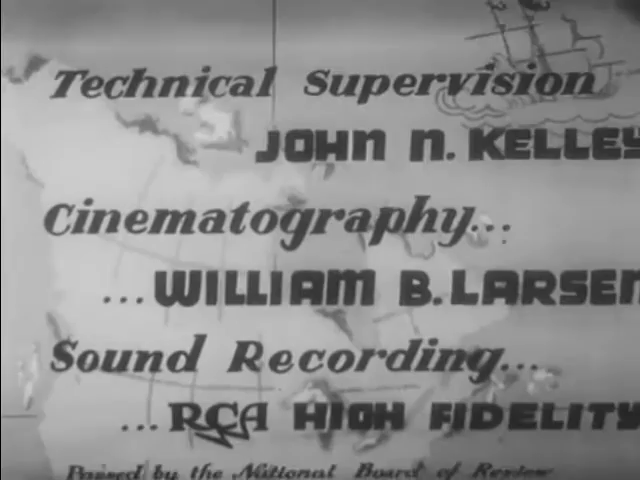 Technical Supervision
JOHN N. KELLEY
Cinematography...
...WILLIAM B. LARSEN
Sound Recording...
...RCA HIGH FIDELITY
Passed by the National Board of Review